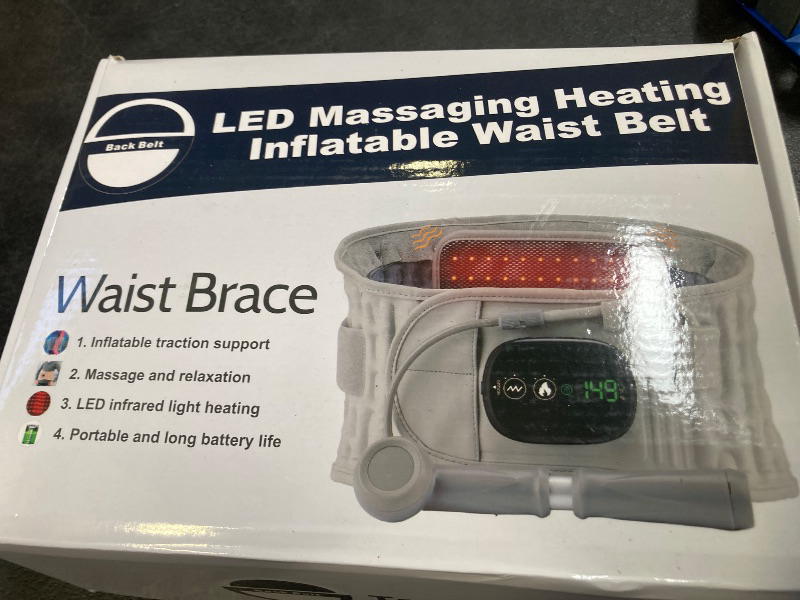 LED Massaging Heating
Inflatable Waist Belt
Back Belt
Waist Brace
1. Inflatable traction support
2. Massage and relaxation
3. LED infrared light heating
4. Portable and long battery life
149